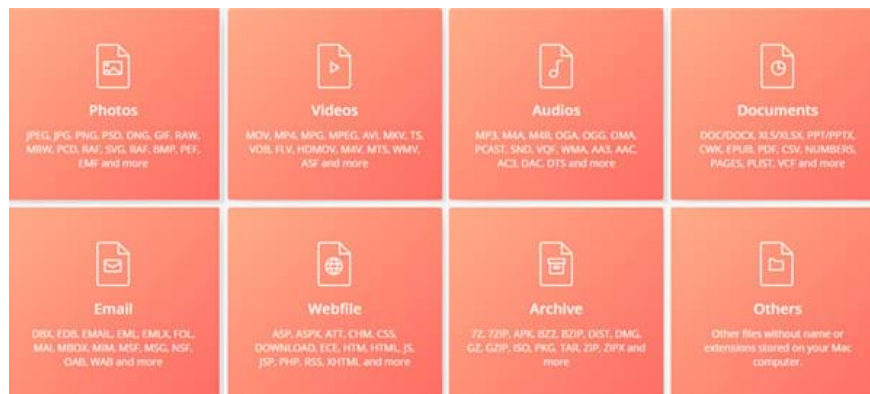 Photos
JPEG, JPG, PNG, PSD, DNG, GIF, RAW,
MRW, PCD, RAF, SVG, RAF, BMP, PEF,
EMF and more
Videos
MOV, MP4, MPG, MPEG, AVI, MKV, TS,
VOB, FLV, HDMOV, M4V, MTS, WMV,
ASF and more
Audios
MP3, M4A, M4R, OGA, OGG, OMA,
PCAST, SND, VQF, WMA, AA3, AAC,
AC3, DAC, DTS and more
Documents
DOC/DOCX, XLS/XLSX, PPT/PPTX,
CWK, EPUB, PDF, CSV, NUMBERS,
PAGES, PLIST, VCF and more
Email
DBX, EDB, EMAIL, EML, EMLX, FOL,
MAI, MBOX, MIM, MSF, MSG, NSF,
OAB, WAB and more
Webfile
ASP, ASPX, ATT, CHM, CSS,
DOWNLOAD, ECE, HTM, HTML, JS,
JSP, PHP, RSS, XHTML and more
Archive
7Z, 7ZIP, APK, BZ2, BZIP, DIST, DMG,
GZ, GZIP, ISO, PKG, TAR, ZIP, ZIPX and
more
Others
Other files without name or
extensions stored on your Mac
computer.